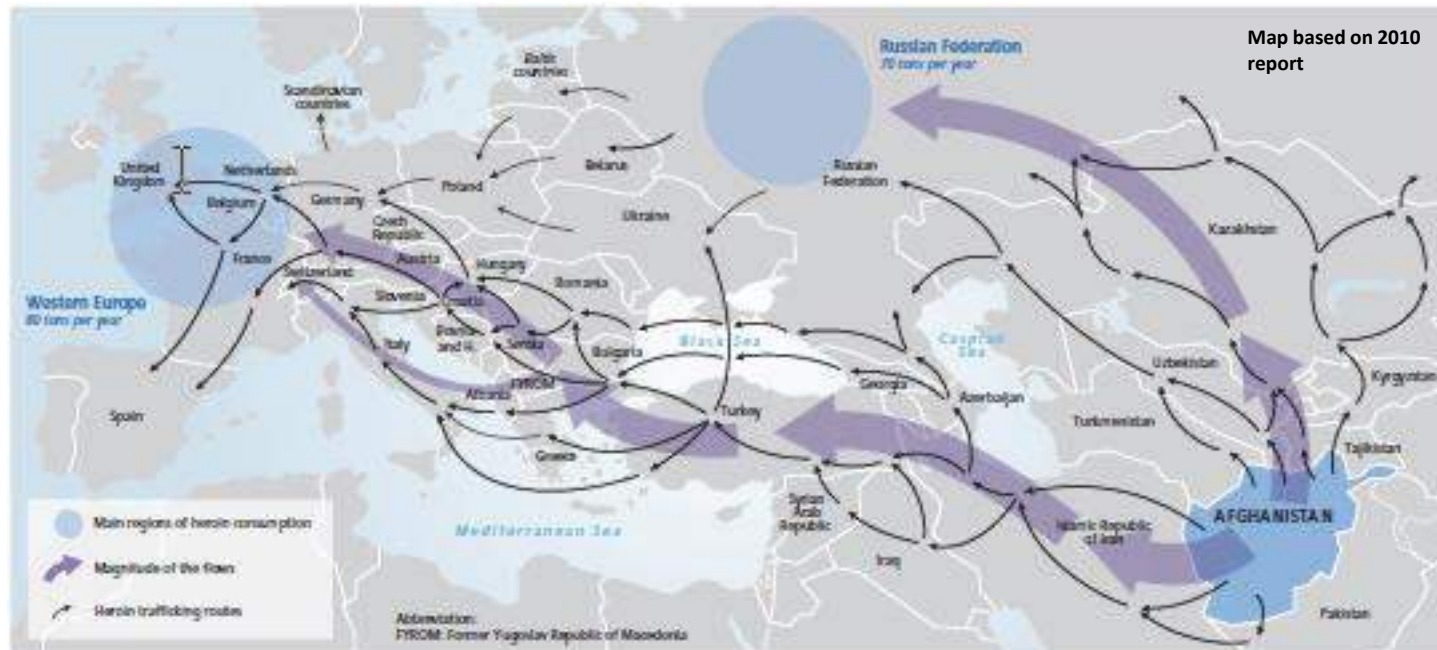 Map based on 2010
report
Russian Federation
70 tons per year
Baltic
countries
Scandinavian
countries
United
Kingdom
Netherlands
Belgium
Germany
Poland
Belarus
Russian
Federation
Ukraine
Czech
Republic
Kazakhstan
France
Switzerland
Austria
Hungary
Romania
Western Europe
80 tons per year
Slovenia
Croatia
Bosnia
and H.
Serbia
Italy
Bulgaria
Black Sea
Caspian
Sea
Uzbekistan
Kyrgyzstan
Georgia
Azerbaijan
Albania
FYROM
Spain
Turkey
Turkmenistan
Tajikistan
Greece
Syrian
Arab
Republic
Islamic Republic
of Iran
AFGHANISTAN
Mediterranean Sea
Iraq
Pakistan
Main regions of heroin consumption
Magnitude of the flows
Heroin trafficking routes
Abbreviation:
FYROM: Former Yugoslav Republic of Macedonia